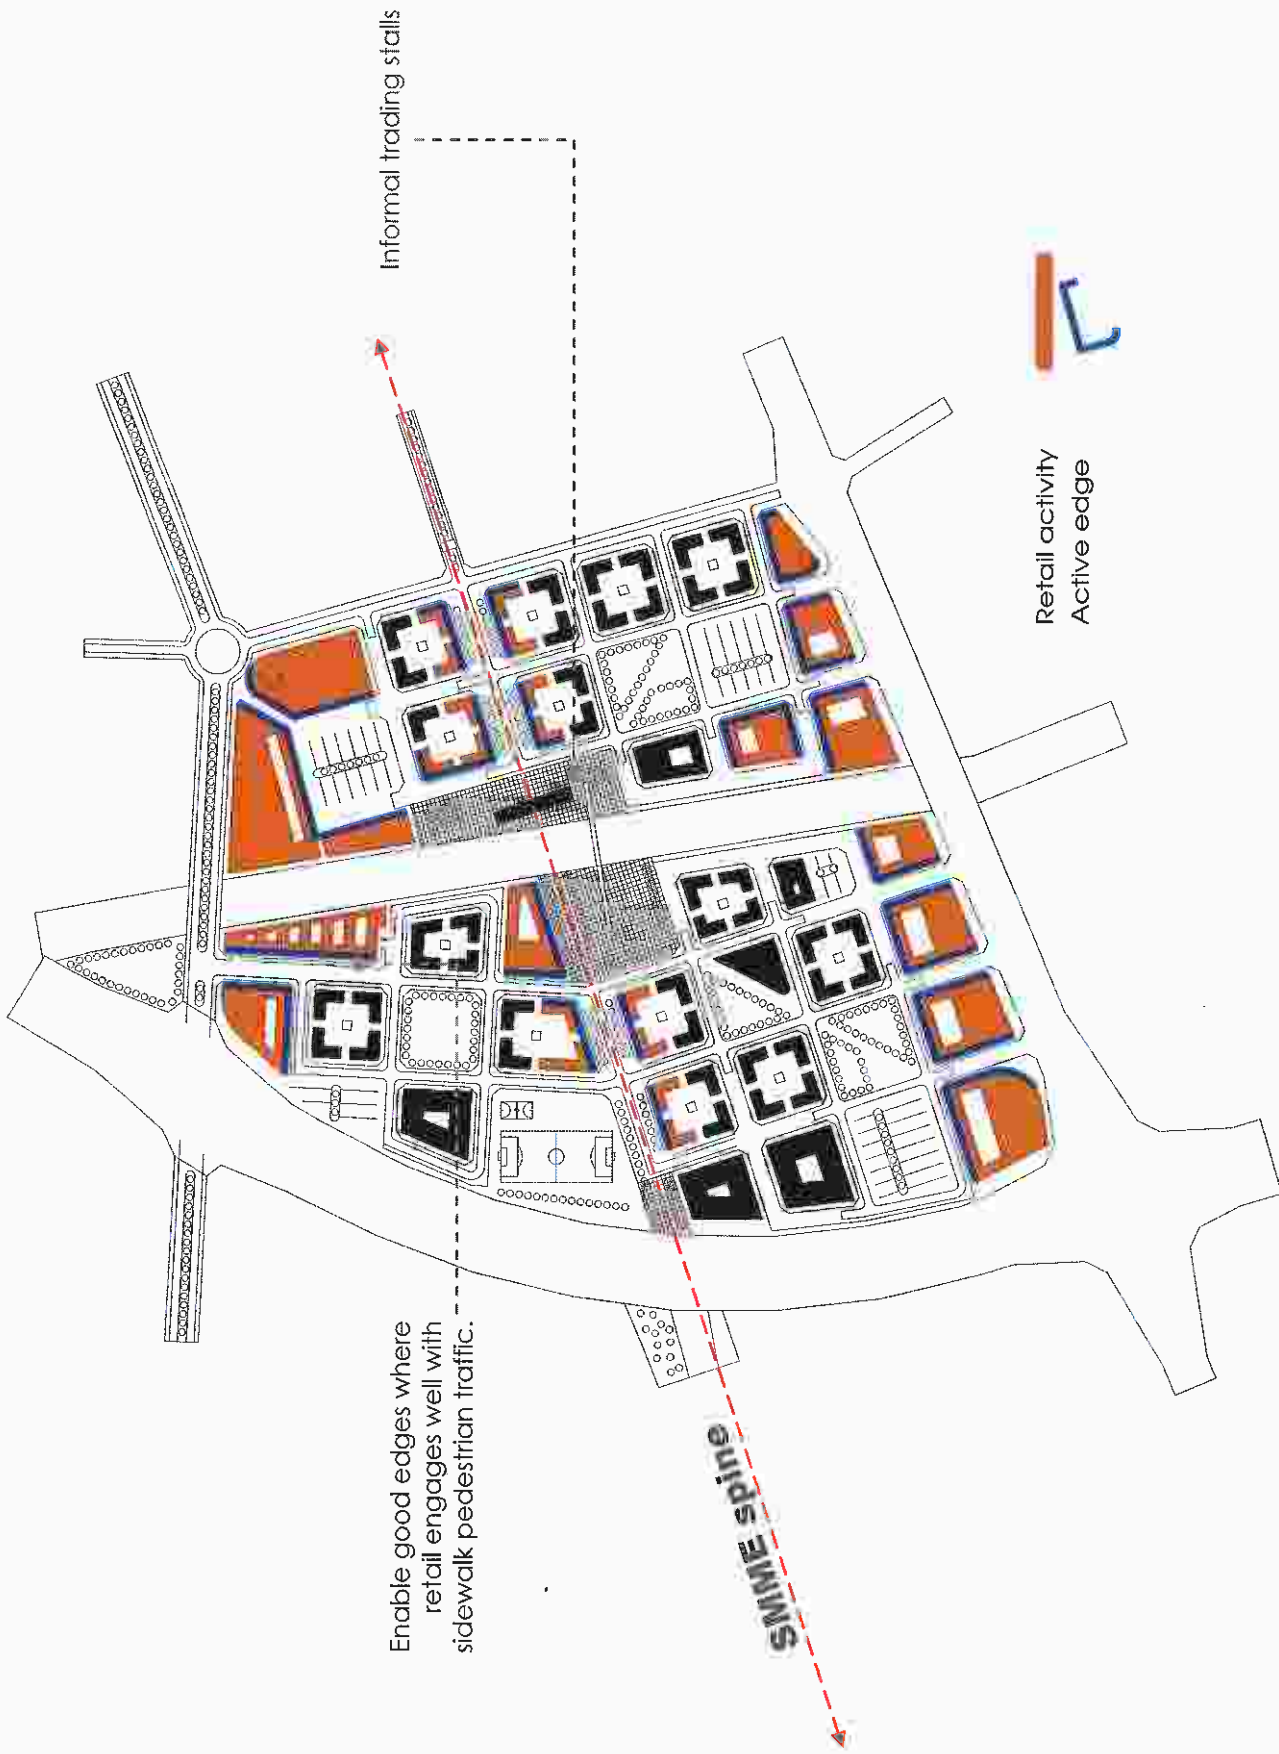 Informal trading stalls
Enable good edges where
retail engages well with
sidewalk pedestrian traffic.
SMME spine
Retail activity
Active edge